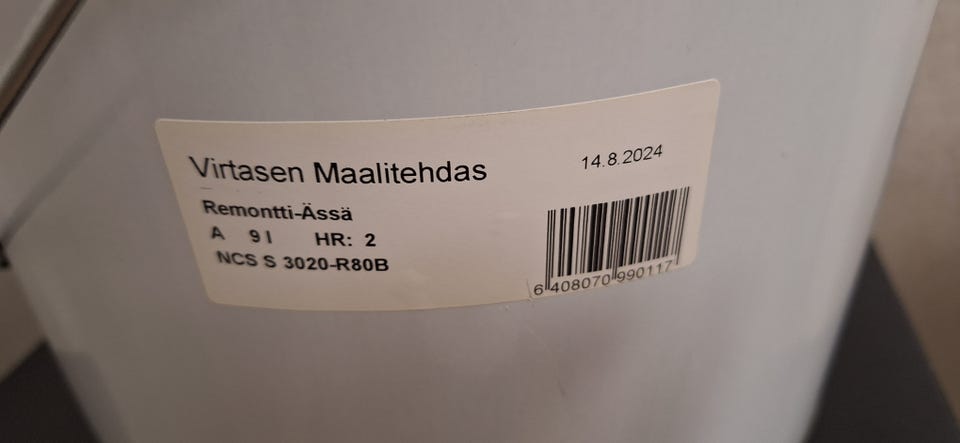 Virtasen Maalitehdas
14.8.2024
Remontti-Ässä
A 9 l HR: 2
NCS S 3020-R80B
6 408070 990117